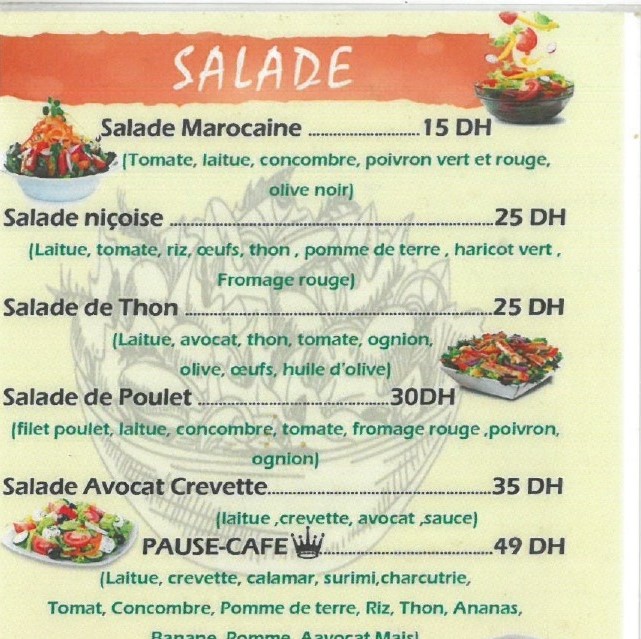 SALADE
Salade Marocaine ........................... 15 DH
(Tomate, laitue, concombre, poivron vert et rouge,
olive noir)
Salade niçoise ................................................................ 25 DH
(Laitue, tomate, riz, œufs, thon , pomme de terre , haricot vert ,
Fromage rouge)
Salade de Thon ............................................................ 25 DH
(Laitue, avocat, thon, tomate, ognion,
olive, œufs, huile d'olive)
Salade de Poulet ...................................... 30DH
(filet poulet, laitue, concombre, tomate, fromage rouge ,poivron,
ognion)
Salade Avocat Crevette............................................ 35 DH
(laitue ,crevette, avocat ,sauce)
PAUSE-CAFE ................................. 49 DH
(Laitue, crevette, calamar, surimi,charcutrie,
Tomat, Concombre, Pomme de terre, Riz, Thon, Ananas,
Banane, Pomme, Aavocat Mais)